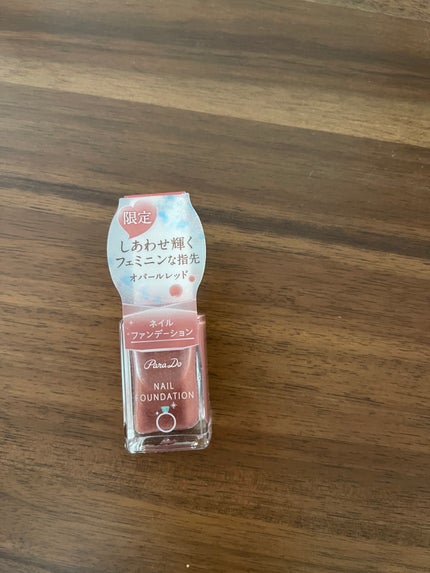 限定
しあわせ輝く
フェミニンな指先
オパールレッド
ネイル
ファンデーション
Para Do
NAIL
FOUNDATION